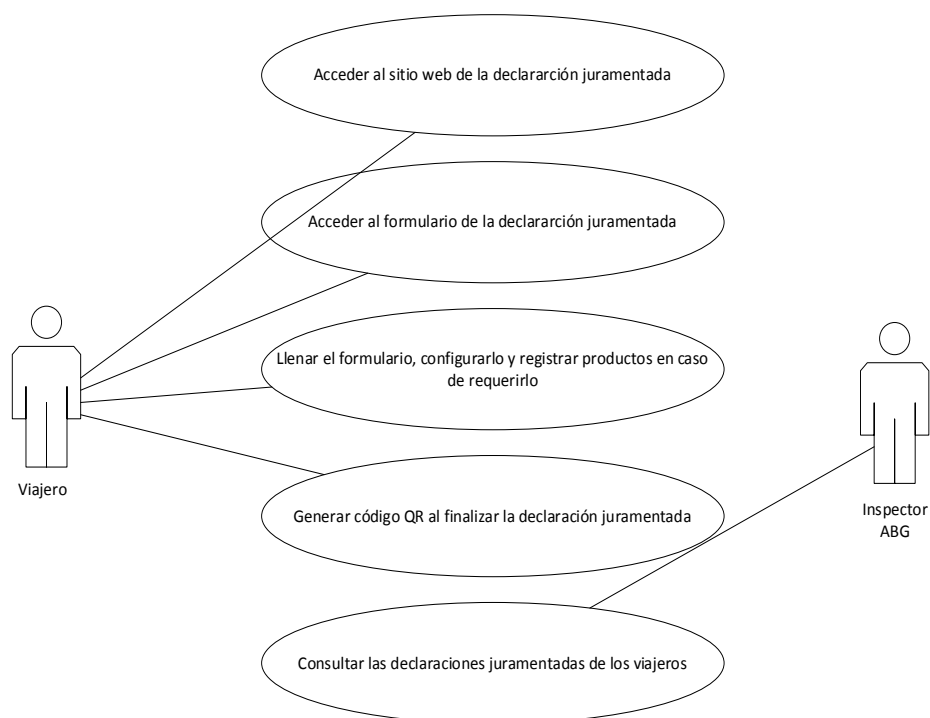 Acceder al sitio web de la declararción juramentada
Acceder al formulario de la declararción juramentada
Llenar el formulario, configurarlo y registrar productos en caso
de requerirlo
Viajero
Generar código QR al finalizar la declaración juramentada
Inspector
ABG
Consultar las declaraciones juramentadas de los viajeros